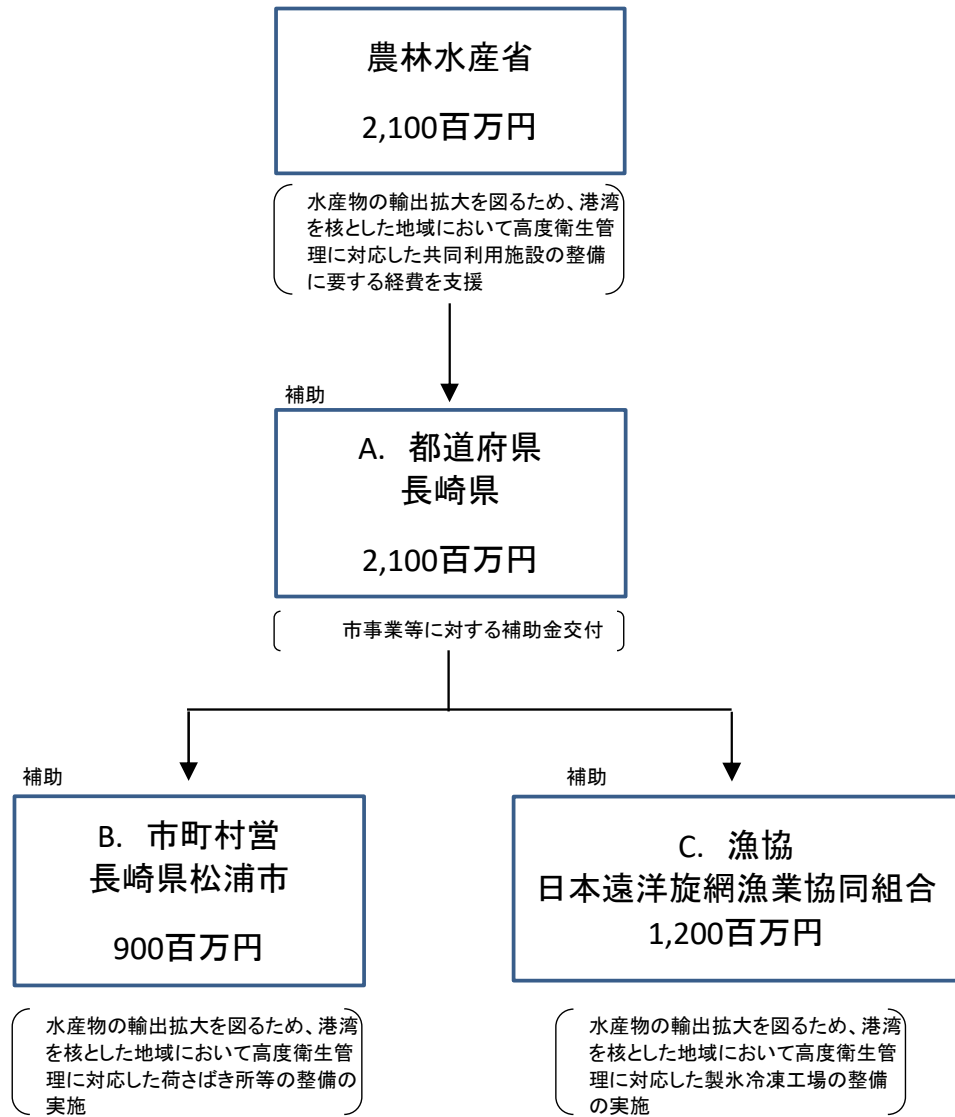 農林水産省
2,100百万円
水産物の輸出拡大を図るため、港湾
を核とした地域において高度衛生管
理に対応した共同利用施設の整備
に要する経費を支援
補助
A. 都道府県
長崎県
2,100百万円
市事業等に対する補助金交付
補助
B. 市町村営
長崎県松浦市
900百万円
水産物の輸出拡大を図るため、港湾
を核とした地域において高度衛生管
理に対応した荷さばき所等の整備の
実施
補助
C. 漁協
日本遠洋旋網漁業協同組合
1,200百万円
水産物の輸出拡大を図るため、港湾
を核とした地域において高度衛生管
理に対応した製氷冷凍工場の整備
の実施